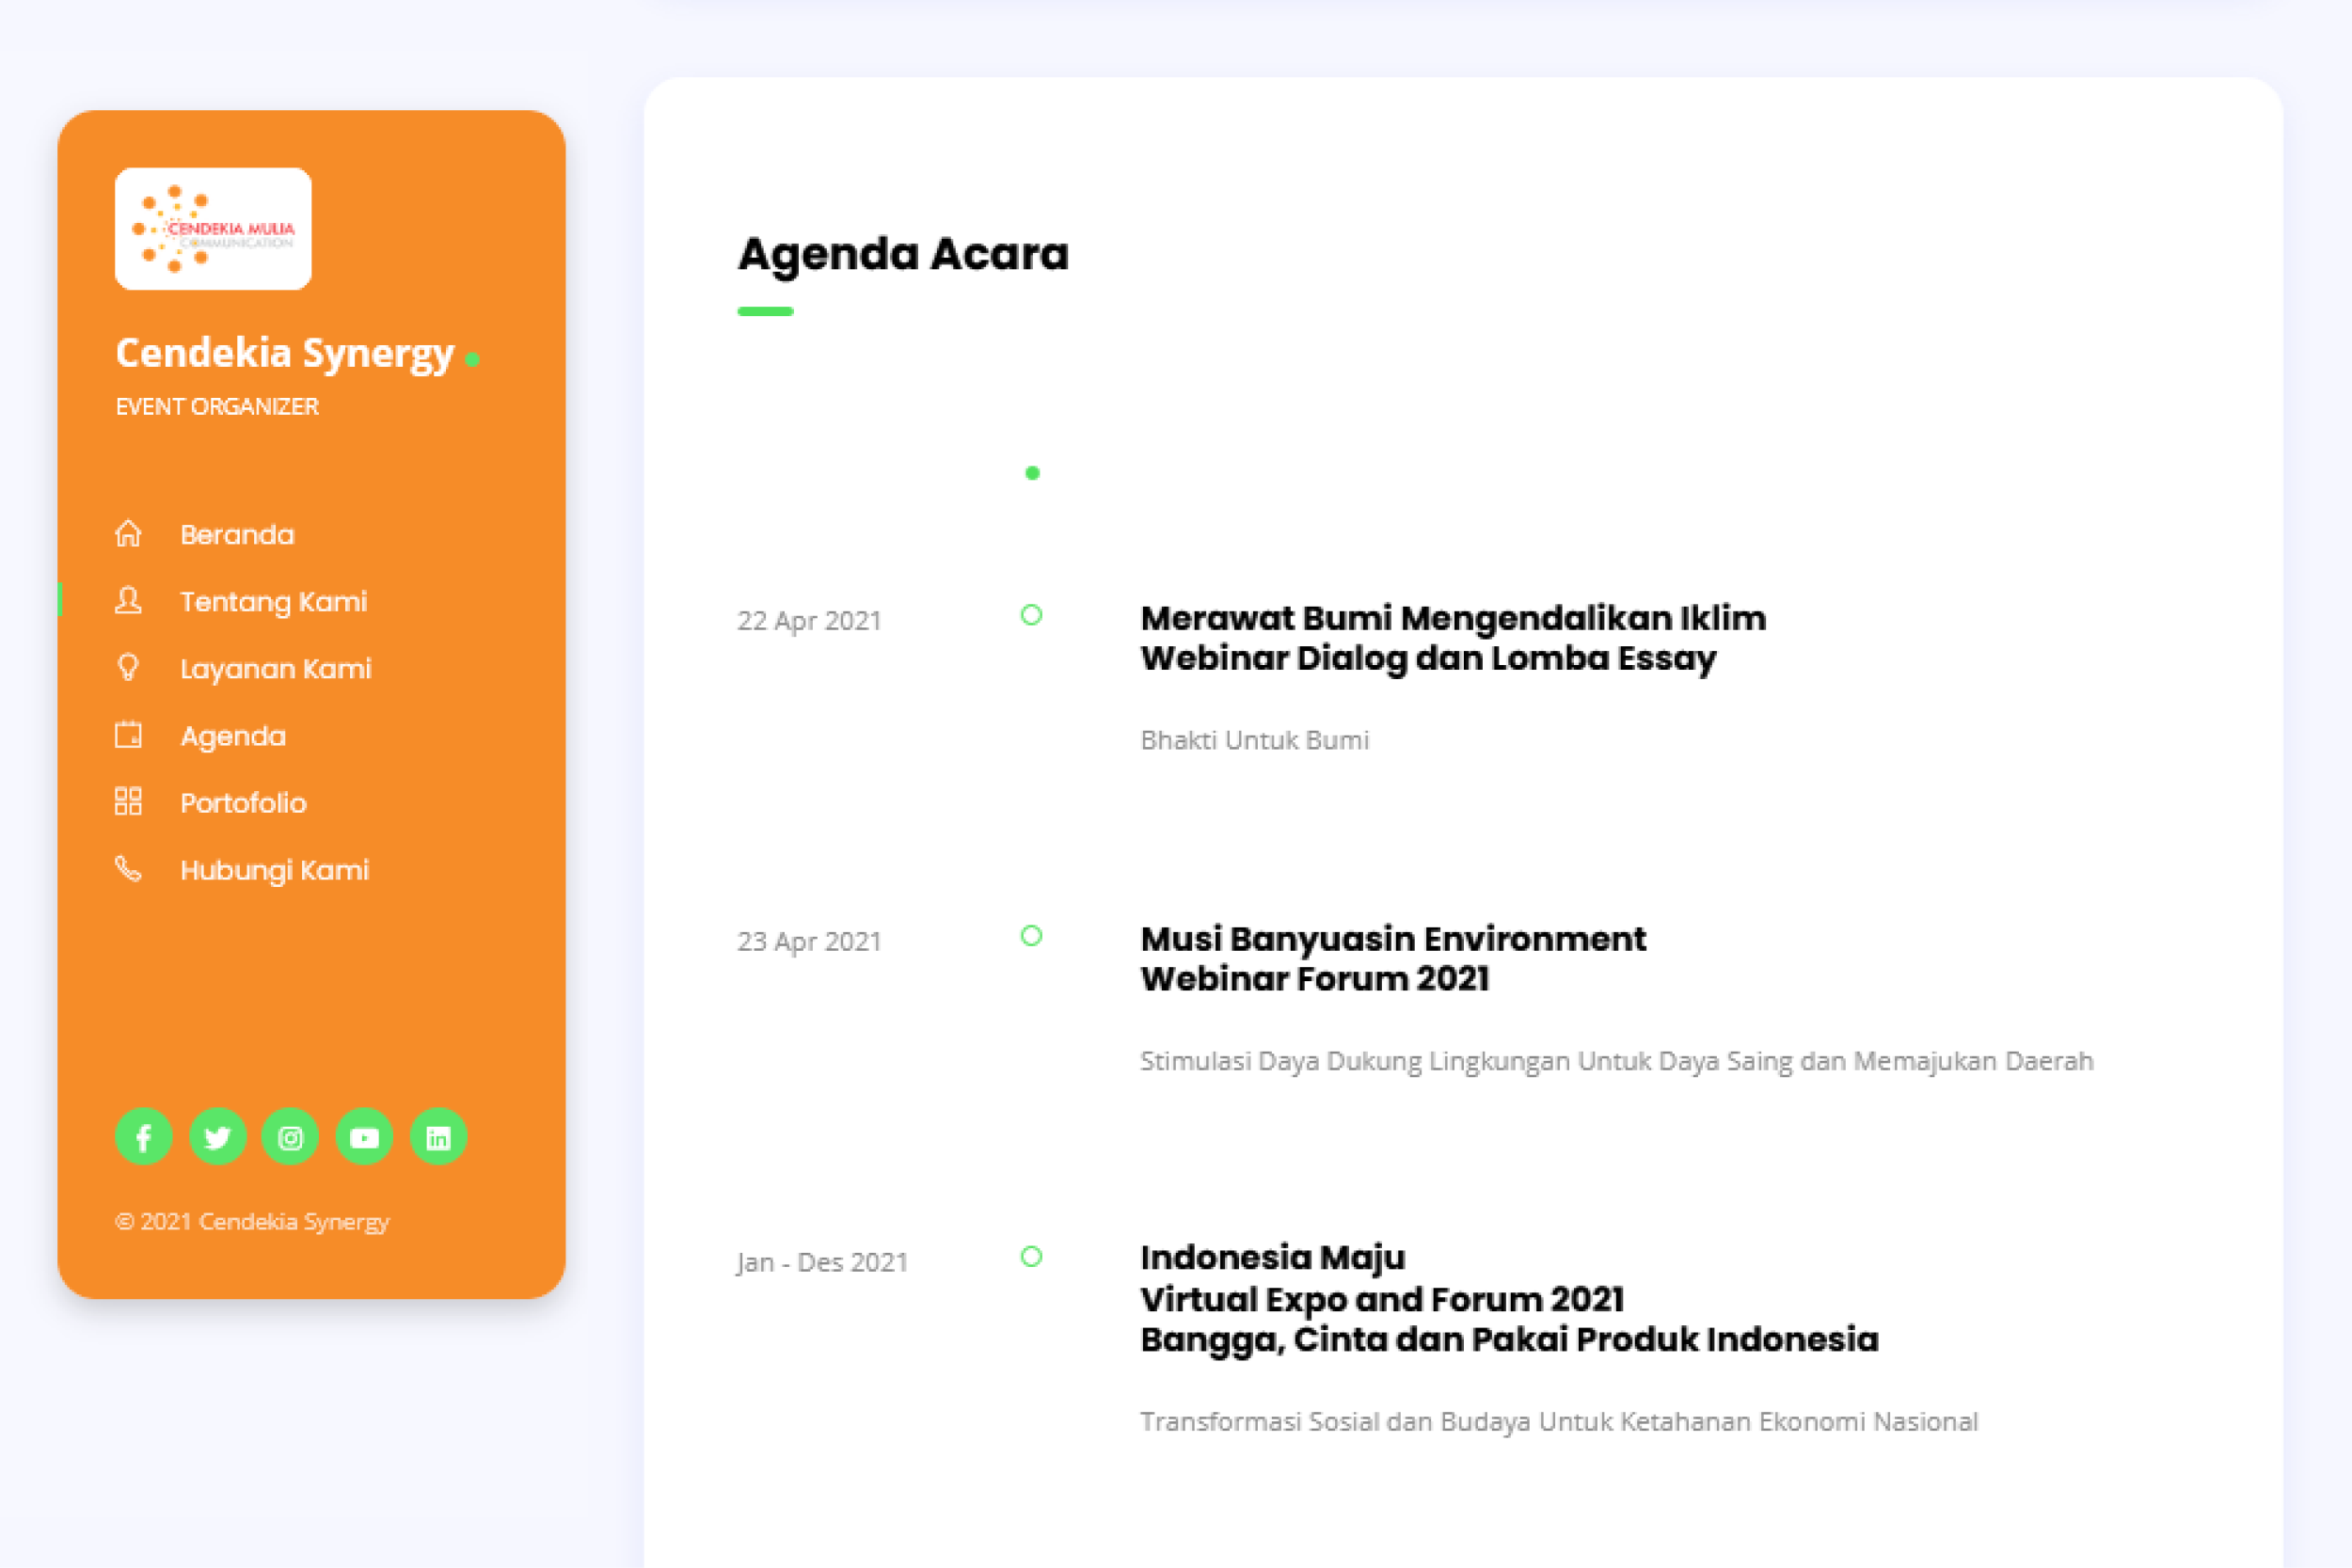 CENDEKIA MULIA
COMMUNICATION
Cendekia Synergy
EVENT ORGANIZER
Beranda
Tentang Kami
Layanan Kami
Agenda
Portofolio
Hubungi Kami
© 2021 Cendekia Synergy
Agenda Acara
22 Apr 2021
Merawat Bumi Mengendalikan Iklim
Webinar Dialog dan Lomba Essay
Bhakti Untuk Bumi
23 Apr 2021
Musi Banyuasin Environment
Webinar Forum 2021
Stimulasi Daya Dukung Lingkungan Untuk Daya Saing dan Memajukan Daerah
Jan - Des 2021
Indonesia Maju
Virtual Expo and Forum 2021
Bangga, Cinta dan Pakai Produk Indonesia
Transformasi Sosial dan Budaya Untuk Ketahanan Ekonomi Nasional